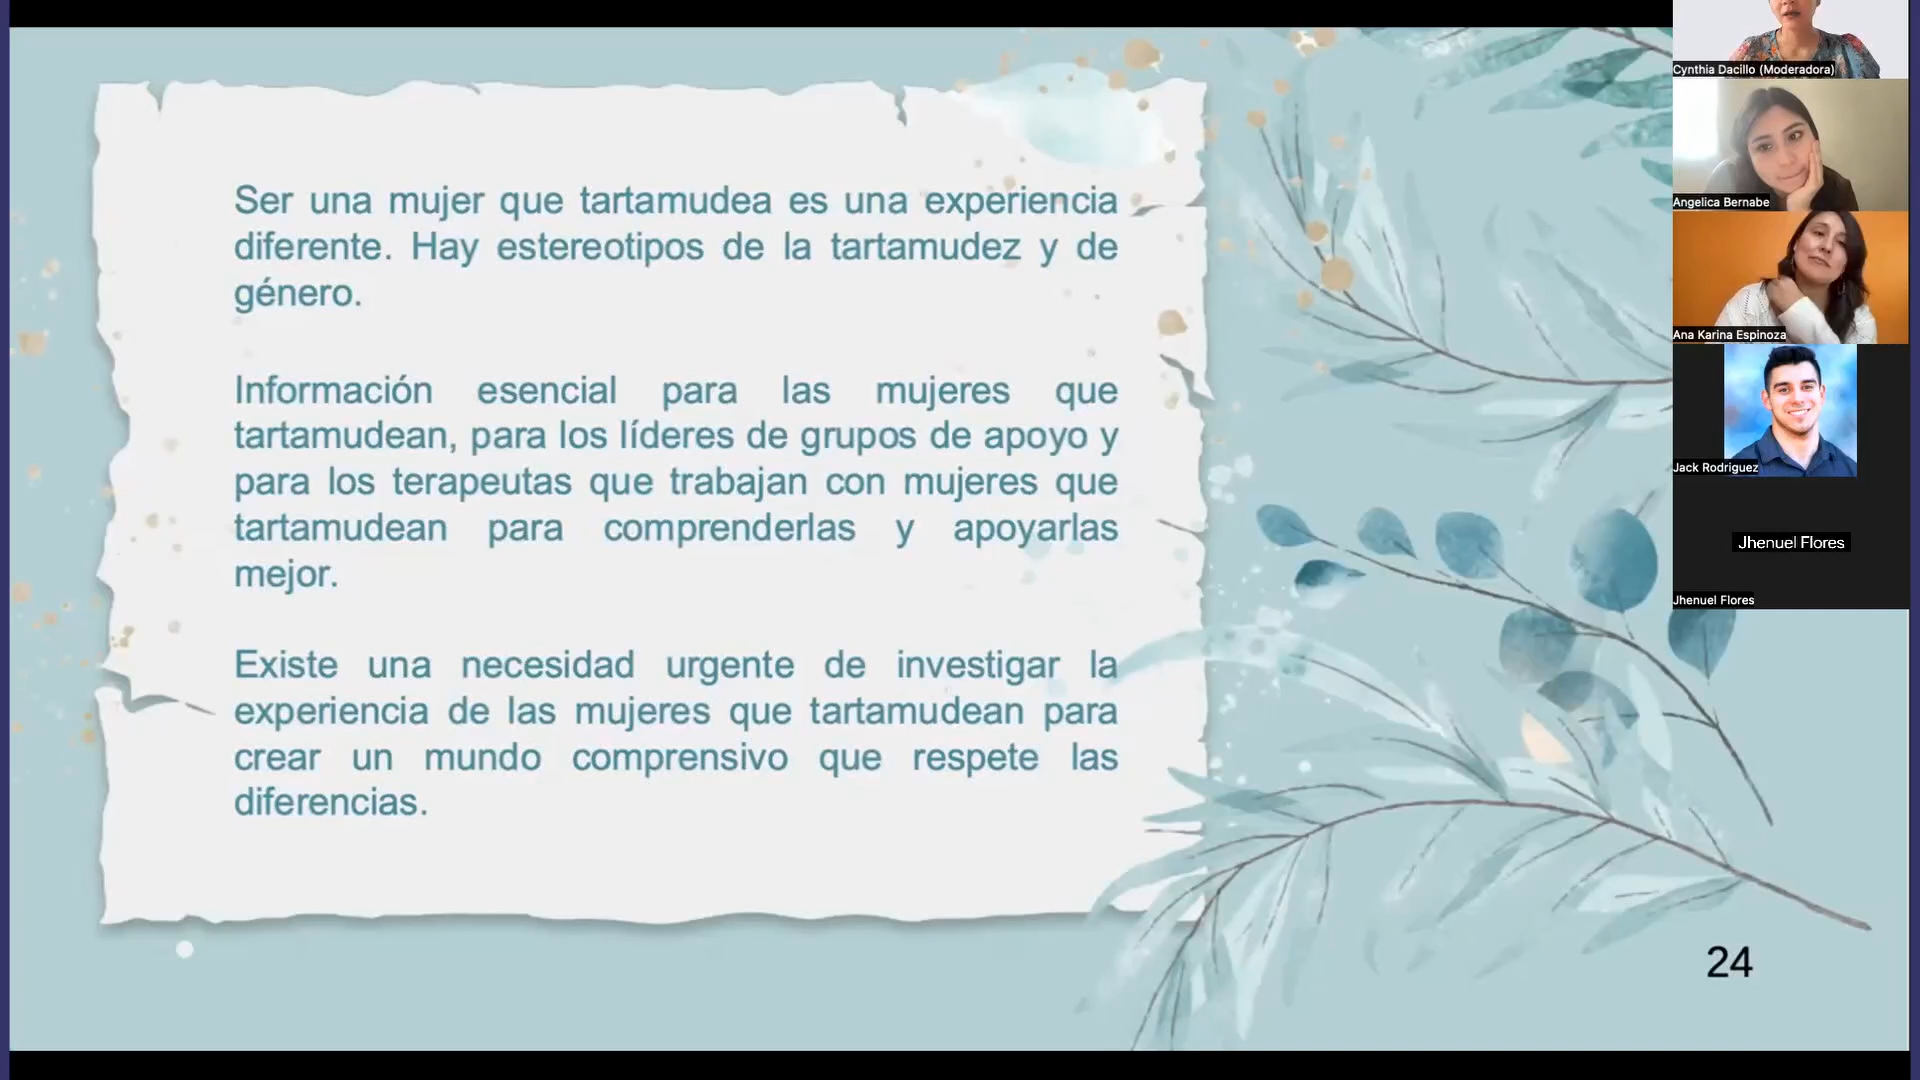 Ser una mujer que tartamudea es una experiencia
diferente. Hay estereotipos de la tartamudez y de
género.
Información esencial para las mujeres que
tartamudean, para los líderes de grupos de apoyo y
para los terapeutas que trabajan con mujeres que
tartamudean para comprenderlas y apoyarlas
mejor.
Existe una necesidad urgente de investigar la
experiencia de las mujeres que tartamudean para
crear un mundo comprensivo que respete las
diferencias.
24
Cynthia Dacillo (Moderadora)
Angelica Bernabe
Ana Karina Espinoza
Jack Rodriguez
Jhenuel Flores
Jhenuel Flores